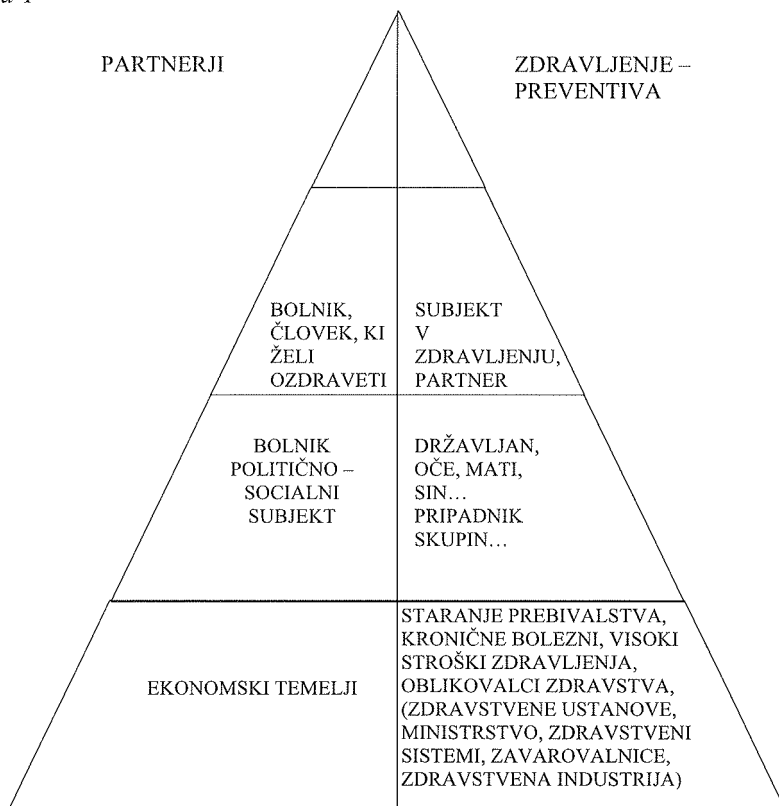 PARTNERJI
ZDRAVLJENJE –
PREVENTIVA
BOLNIK,
ČLOVEK, KI
ŽELI
OZDRAVETI
SUBJEKT
V
ZDRAVLJENJU,
PARTNER
BOLNIK
POLITIČNO –
SOCIALNI
SUBJEKT
DRŽAVLJAN,
OČE, MATI,
SIN…
PRIPADNIK
SKUPIN…
EKONOMSKI TEMELJI
STARANJE PREBIVALSTVA,
KRONIČNE BOLEZNI, VISOKI
STROŠKI ZDRAVLJENJA,
OBLIKOVALCI ZDRAVSTVA,
(ZDRAVSTVENE USTANOVE,
MINISTRSTVO, ZDRAVSTVENI
SISTEMI, ZAVAROVALNICE,
ZDRAVSTVENA INDUSTRIJA)